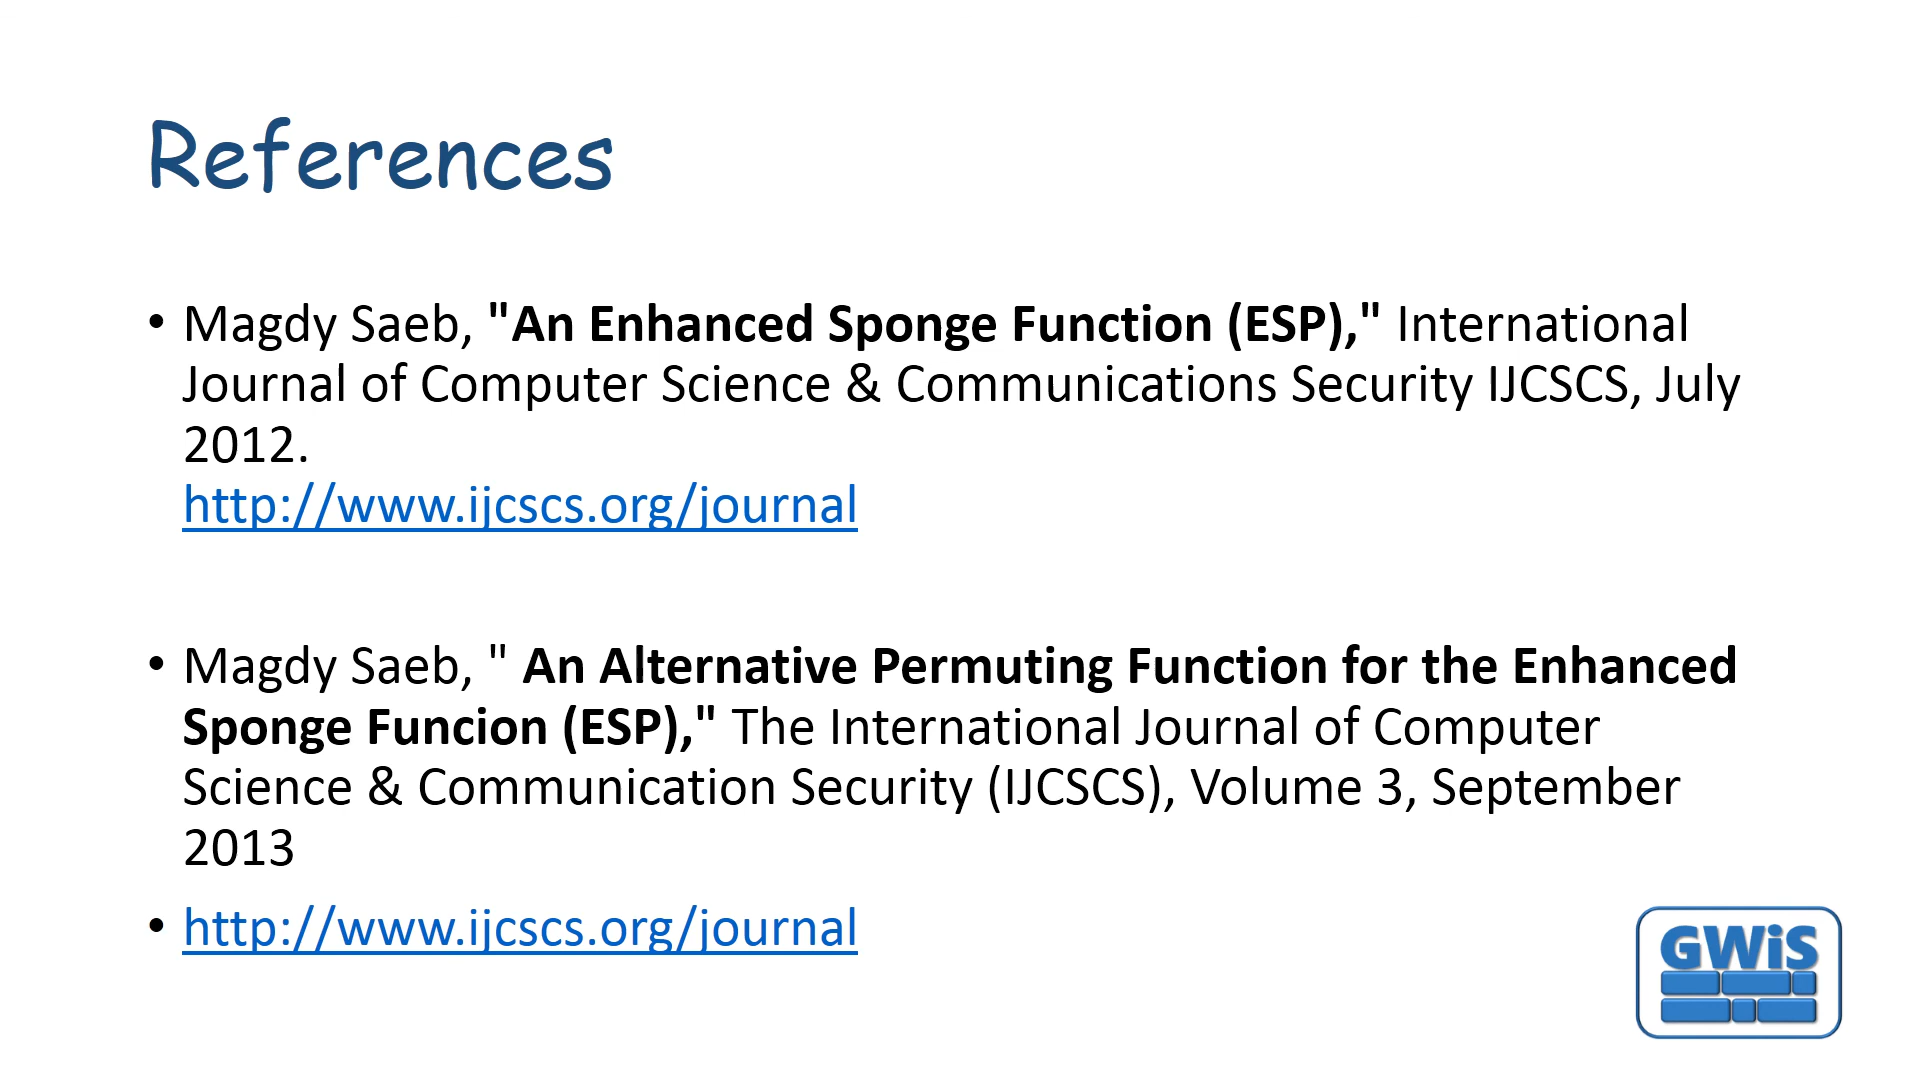 References
• Magdy Saeb, "An Enhanced Sponge Function (ESP)," International
Journal of Computer Science & Communications Security IJCSCS, July
2012.
http://www.ijcscs.org/journal
• Magdy Saeb, " An Alternative Permuting Function for the Enhanced
Sponge Funcion (ESP)," The International Journal of Computer
Science & Communication Security (IJCSCS), Volume 3, September
2013
• http://www.ijcscs.org/journal
GWiS